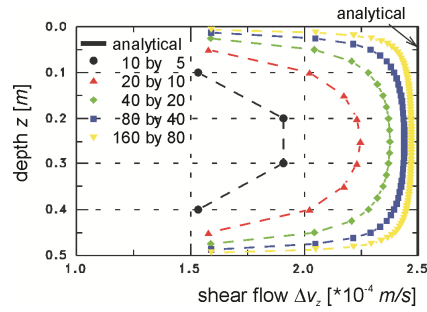 analytical
0.0
0.1
0.2
0.3
0.4
0.5
depth z [m]
analytical
10 by 5
20 by 10
40 by 20
80 by 40
160 by 80
1.0
1.5
2.0
2.5
shear flow Δv_z [*10⁻⁴ m/s]